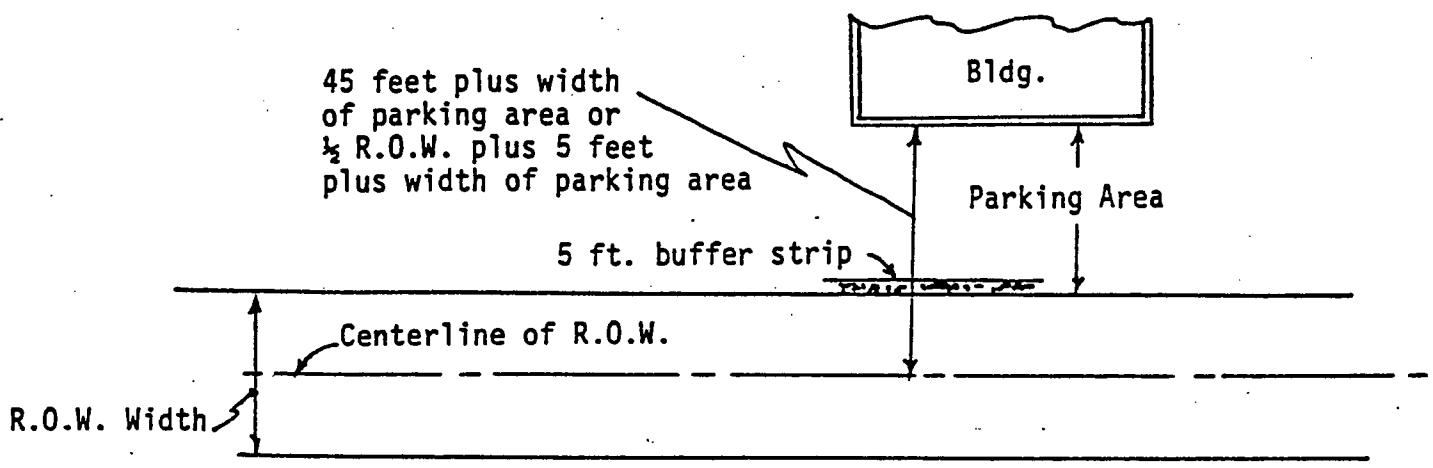 Bldg.
45 feet plus width
of parking area or
½ R.O.W. plus 5 feet
plus width of parking area
Parking Area
5 ft. buffer strip
Centerline of R.O.W.
R.O.W. Width